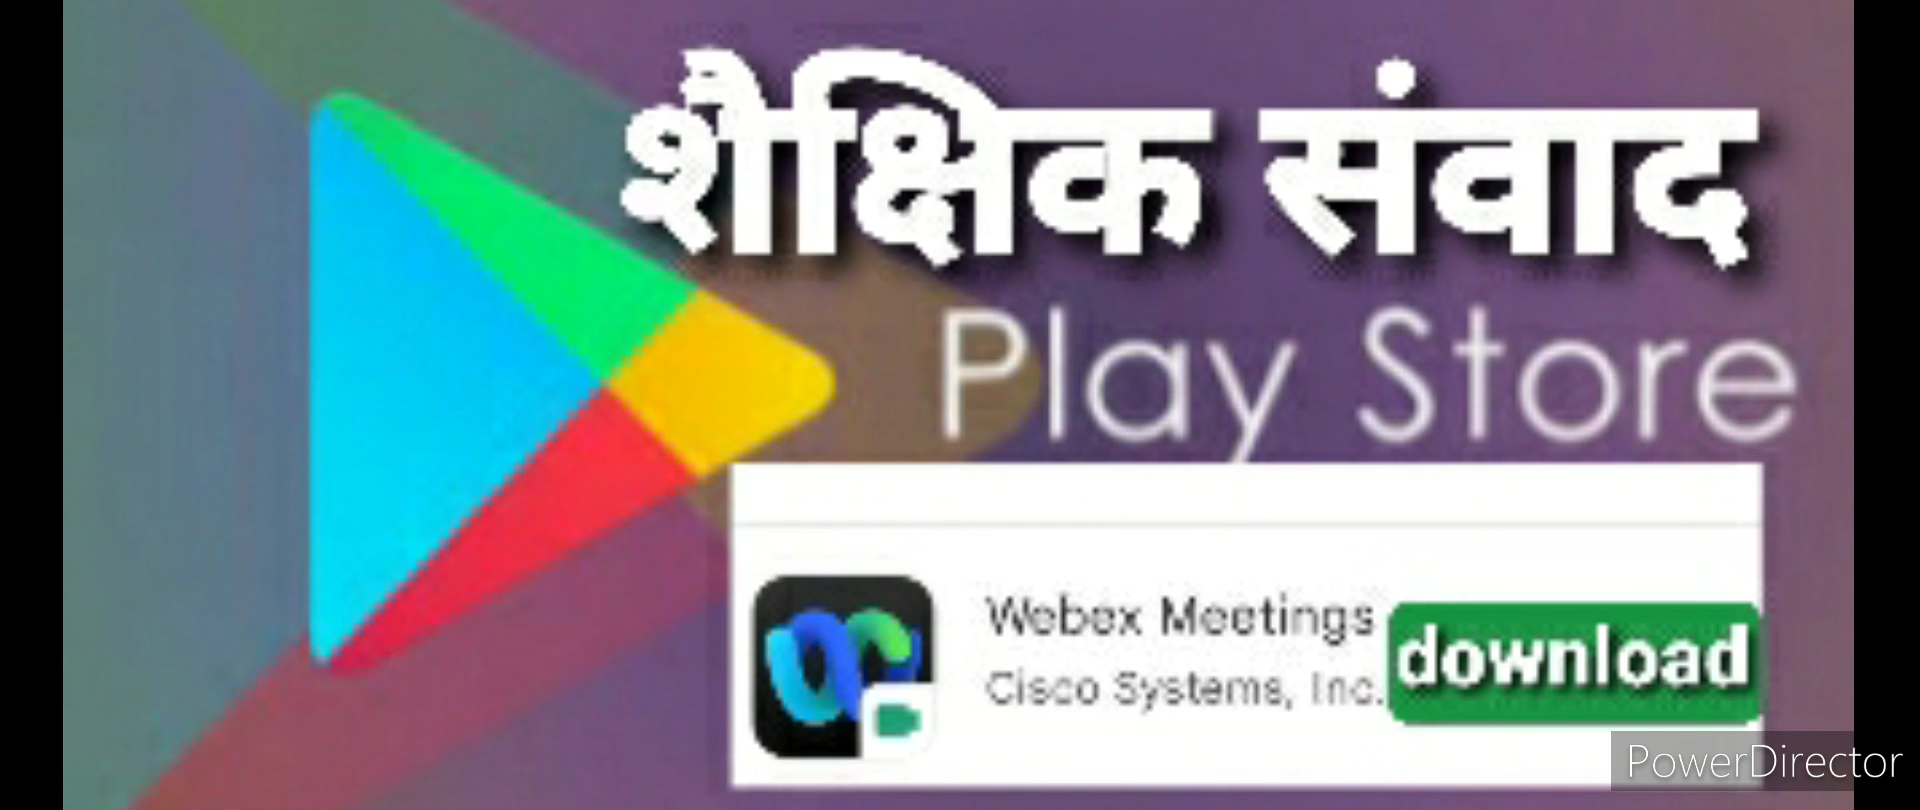 शैक्षिक संवाद
Play Store
Webex Meetings
Cisco Systems, Inc.
download
PowerDirector